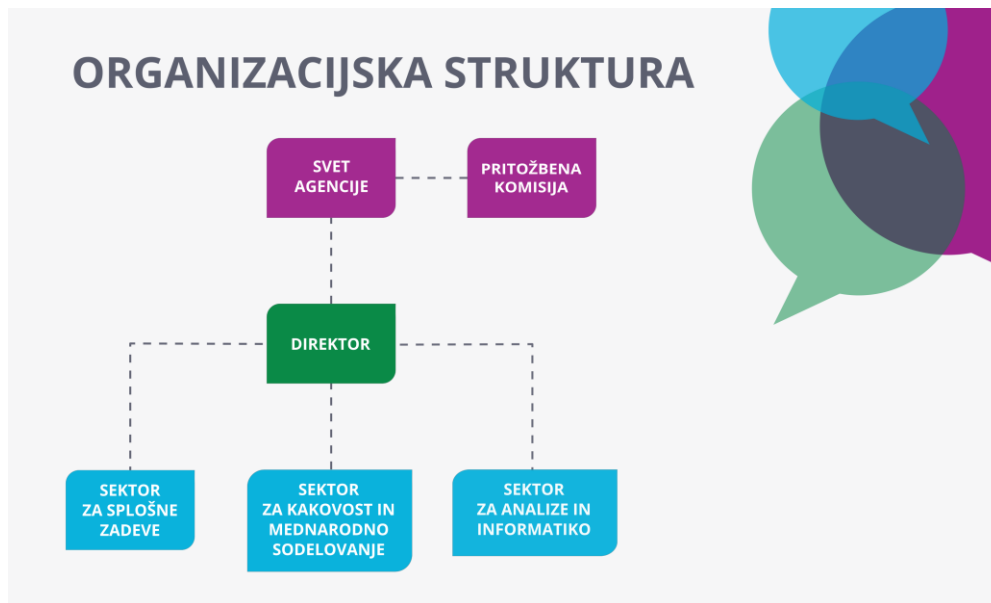 ORGANIZACIJSKA STRUKTURA
SVET
AGENCIJE
PRITOŽBENA
KOMISIJA
DIREKTOR
SEKTOR
ZA SPLOŠNE
ZADEVE
SEKTOR
ZA KAKOVOST IN
MEDNARODNO
SODELOVANJE
SEKTOR
ZA ANALIZE IN
INFORMATIKO